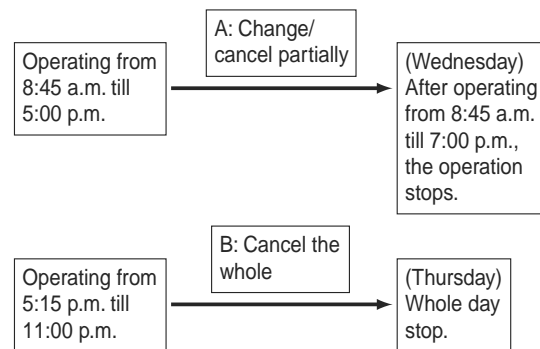 A: Change/
cancel partially
Operating from
8:45 a.m. till
5:00 p.m.
(Wednesday)
After operating
from 8:45 a.m.
till 7:00 p.m.,
the operation
stops.
B: Cancel the
whole
Operating from
5:15 p.m. till
11:00 p.m.
(Thursday)
Whole day
stop.